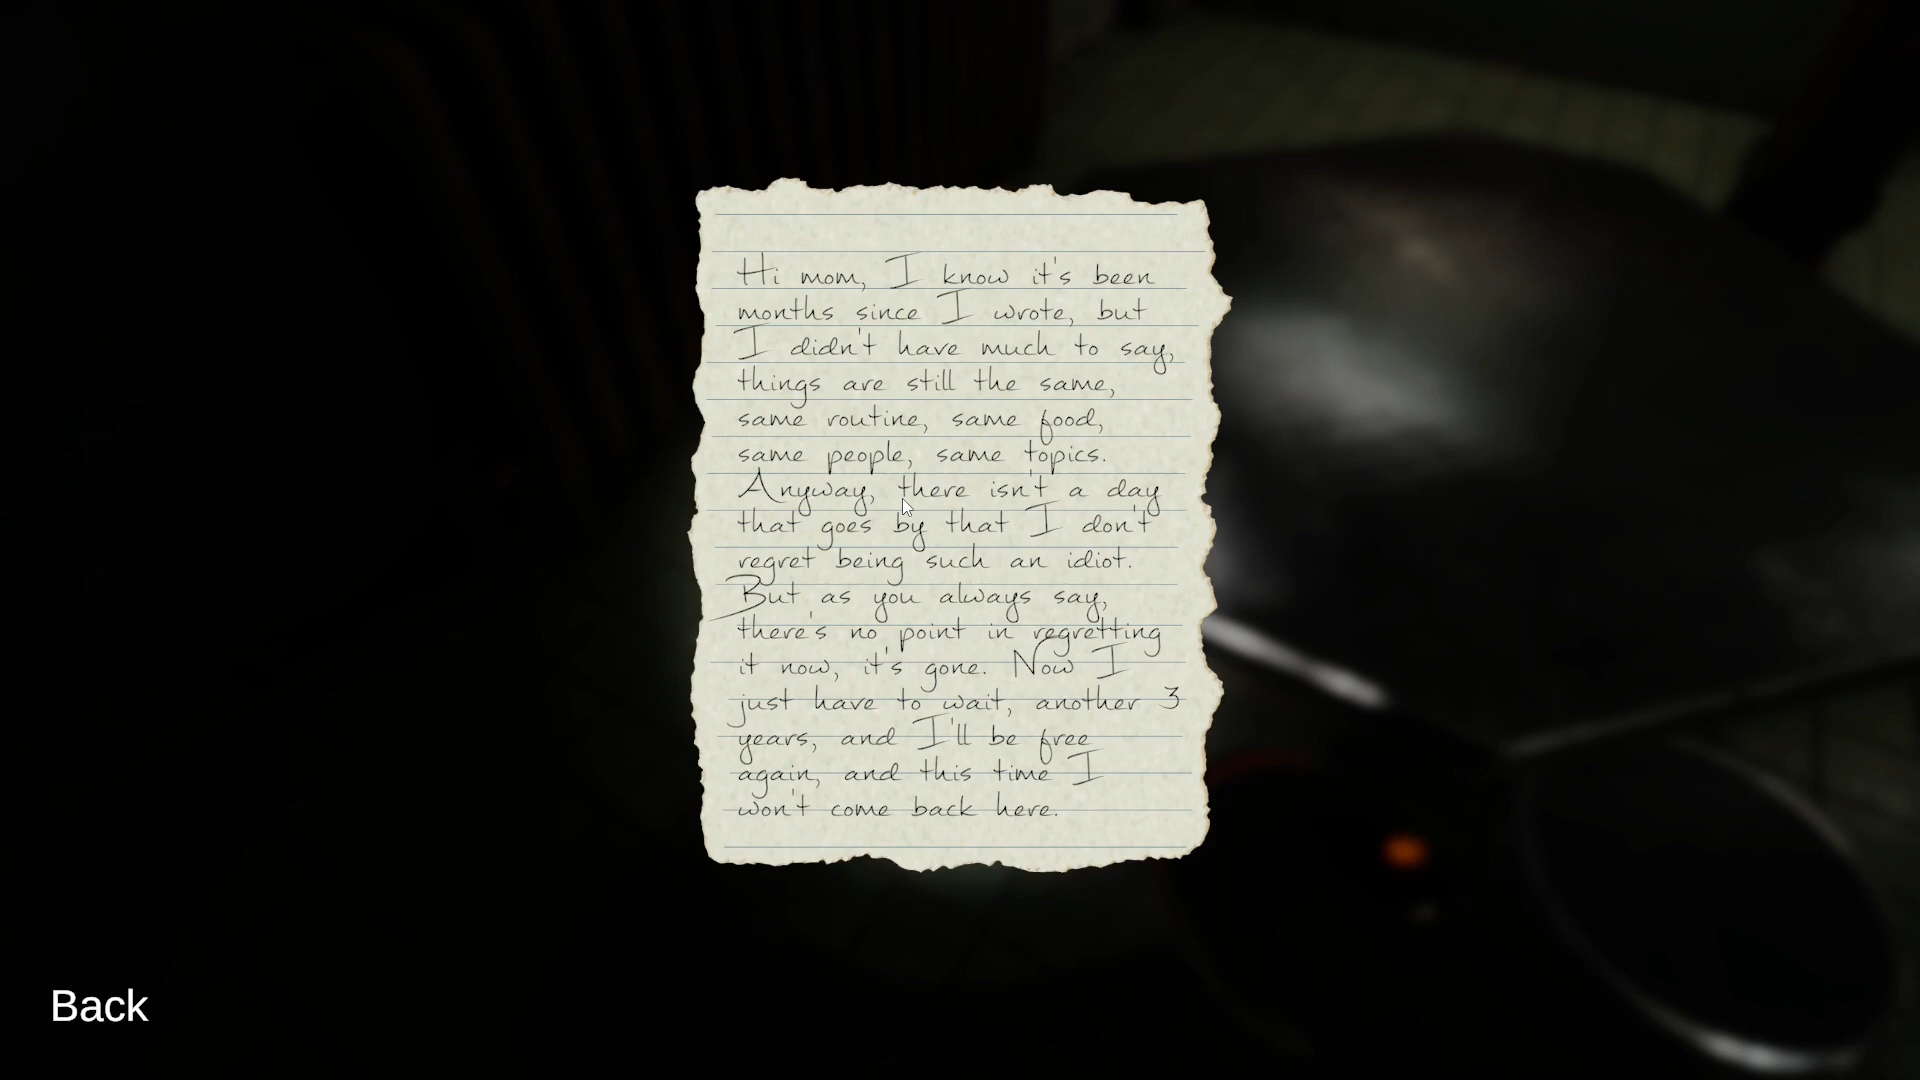 Hi mom, I know it's been
months since I wrote, but
I didn't have much to say,
things are still the same,
same routine, same food,
same people, same topics.
Anyway, there isn't a day
that goes by that I don't
regret being such an idiot.
But as you always say,
there's no point in regretting
it now, it's gone. Now I
just have to wait, another 3
years, and I'll be free
again, and this time I
won't come back here.
Back